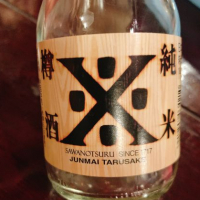 純米
樽酒
※
SAWANOTSURU SINCE 1717
JUNMAI TARUSAKE